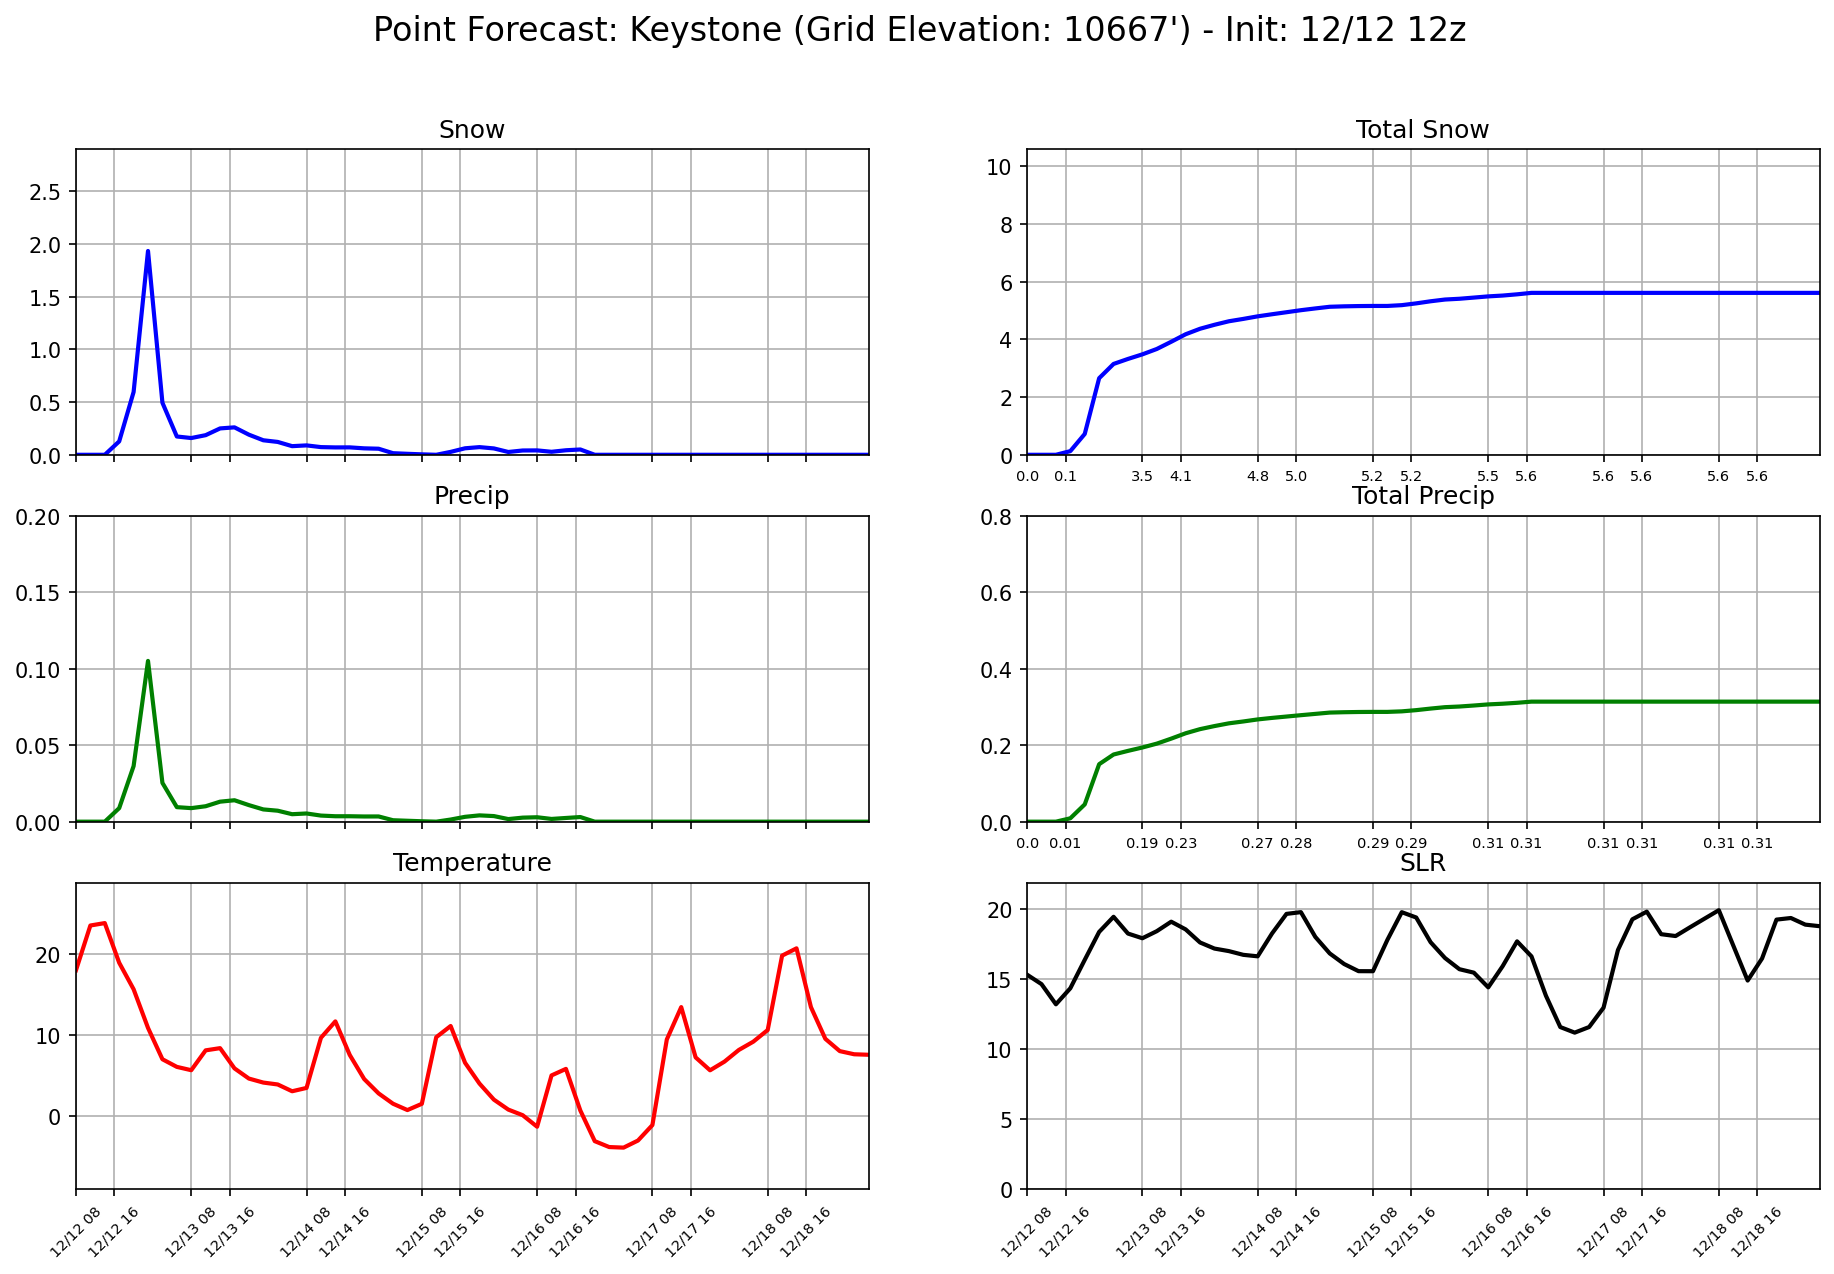 Point Forecast: Keystone (Grid Elevation: 10667') - Init: 12/12 12z
Snow
2.5
2.0
1.5
1.0
0.5
0.0
Total Snow
10
8
6
4
2
0
0.0 0.1 3.5 4.1 4.8 5.0 5.2 5.2 5.5 5.6 5.6 5.6 5.6 5.6
Precip
0.20
0.15
0.10
0.05
0.00
Total Precip
0.8
0.6
0.4
0.2
0.0
0.0 0.01 0.19 0.23 0.27 0.28 0.29 0.29 0.31 0.31 0.31 0.31 0.31 0.31
Temperature
20
10
0
12/12 08 12/12 16 12/13 08 12/13 16 12/14 08 12/14 16 12/15 08 12/15 16 12/16 08 12/16 16 12/17 08 12/17 16 12/18 08 12/18 16
SLR
20
15
10
5
0
12/12 08 12/12 16 12/13 08 12/13 16 12/14 08 12/14 16 12/15 08 12/15 16 12/16 08 12/16 16 12/17 08 12/17 16 12/18 08 12/18 16